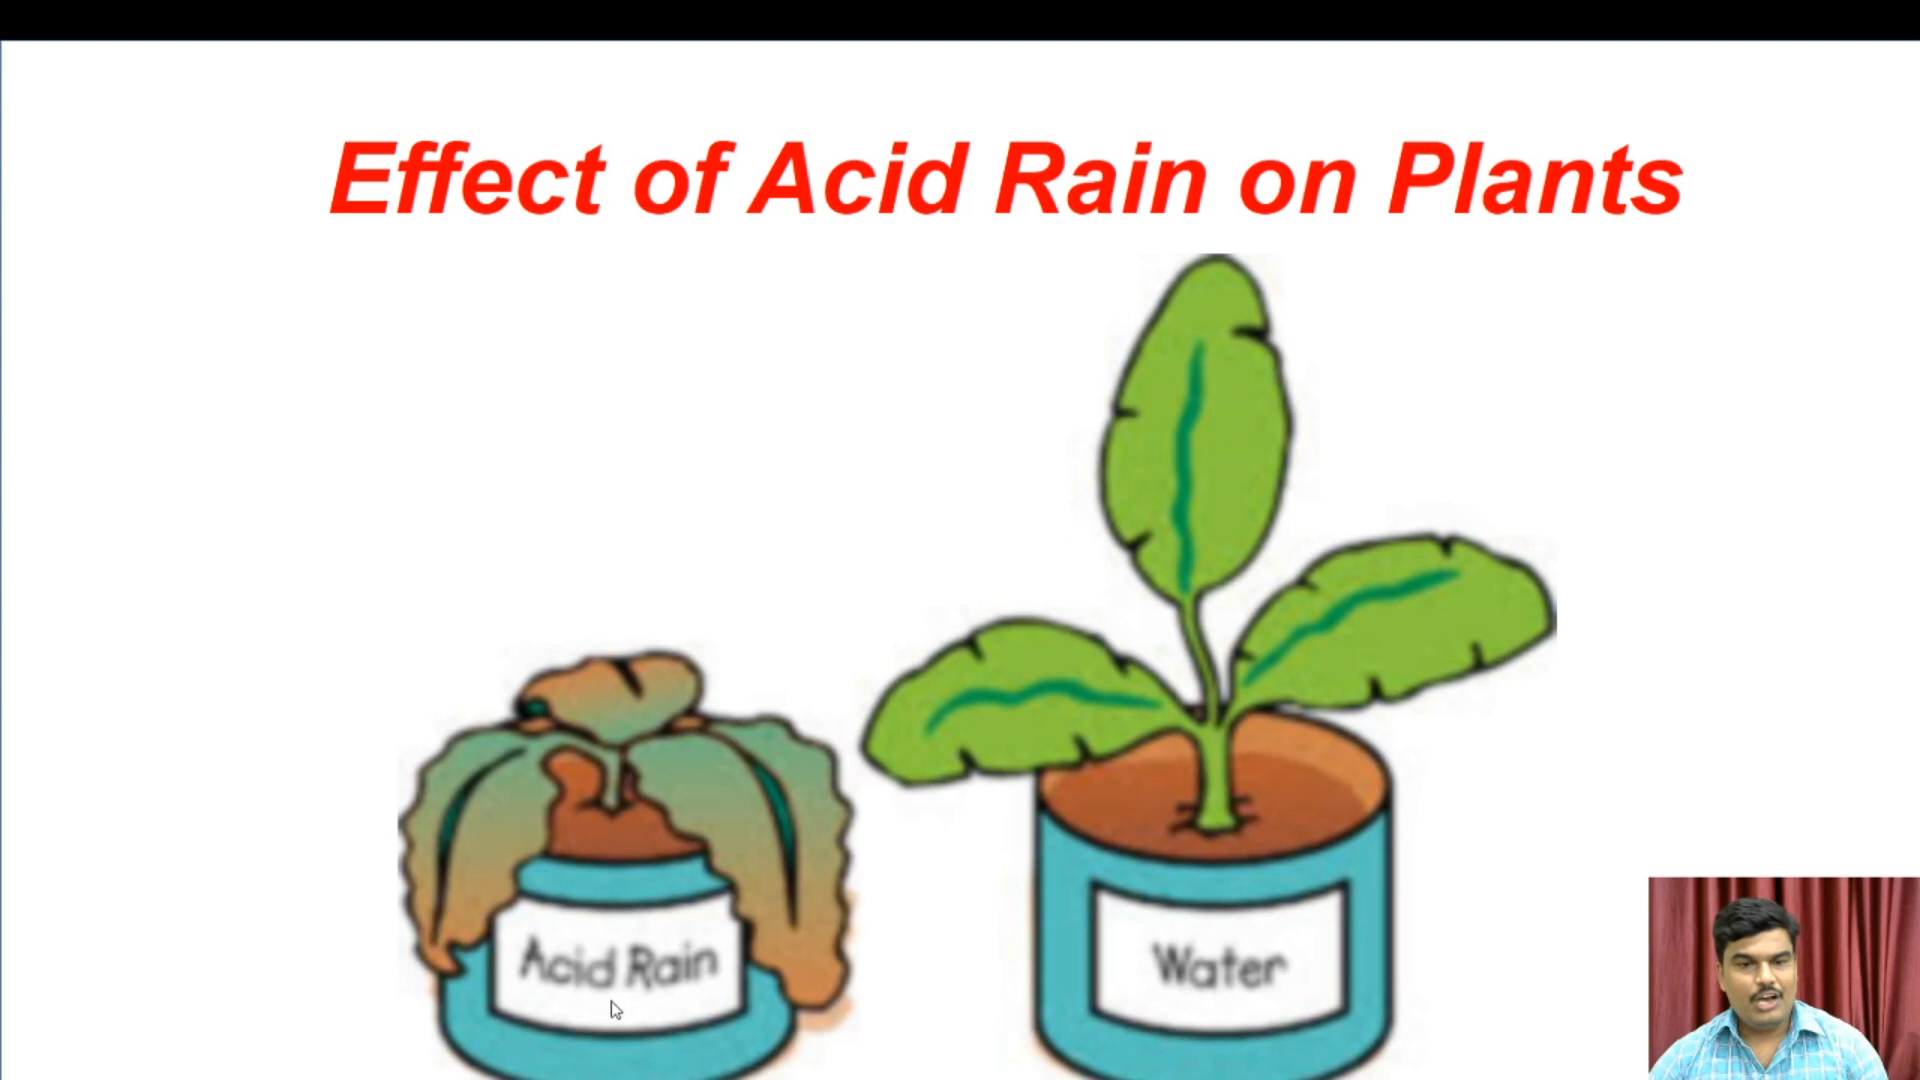 Effect of Acid Rain on Plants
Acid Rain
Water